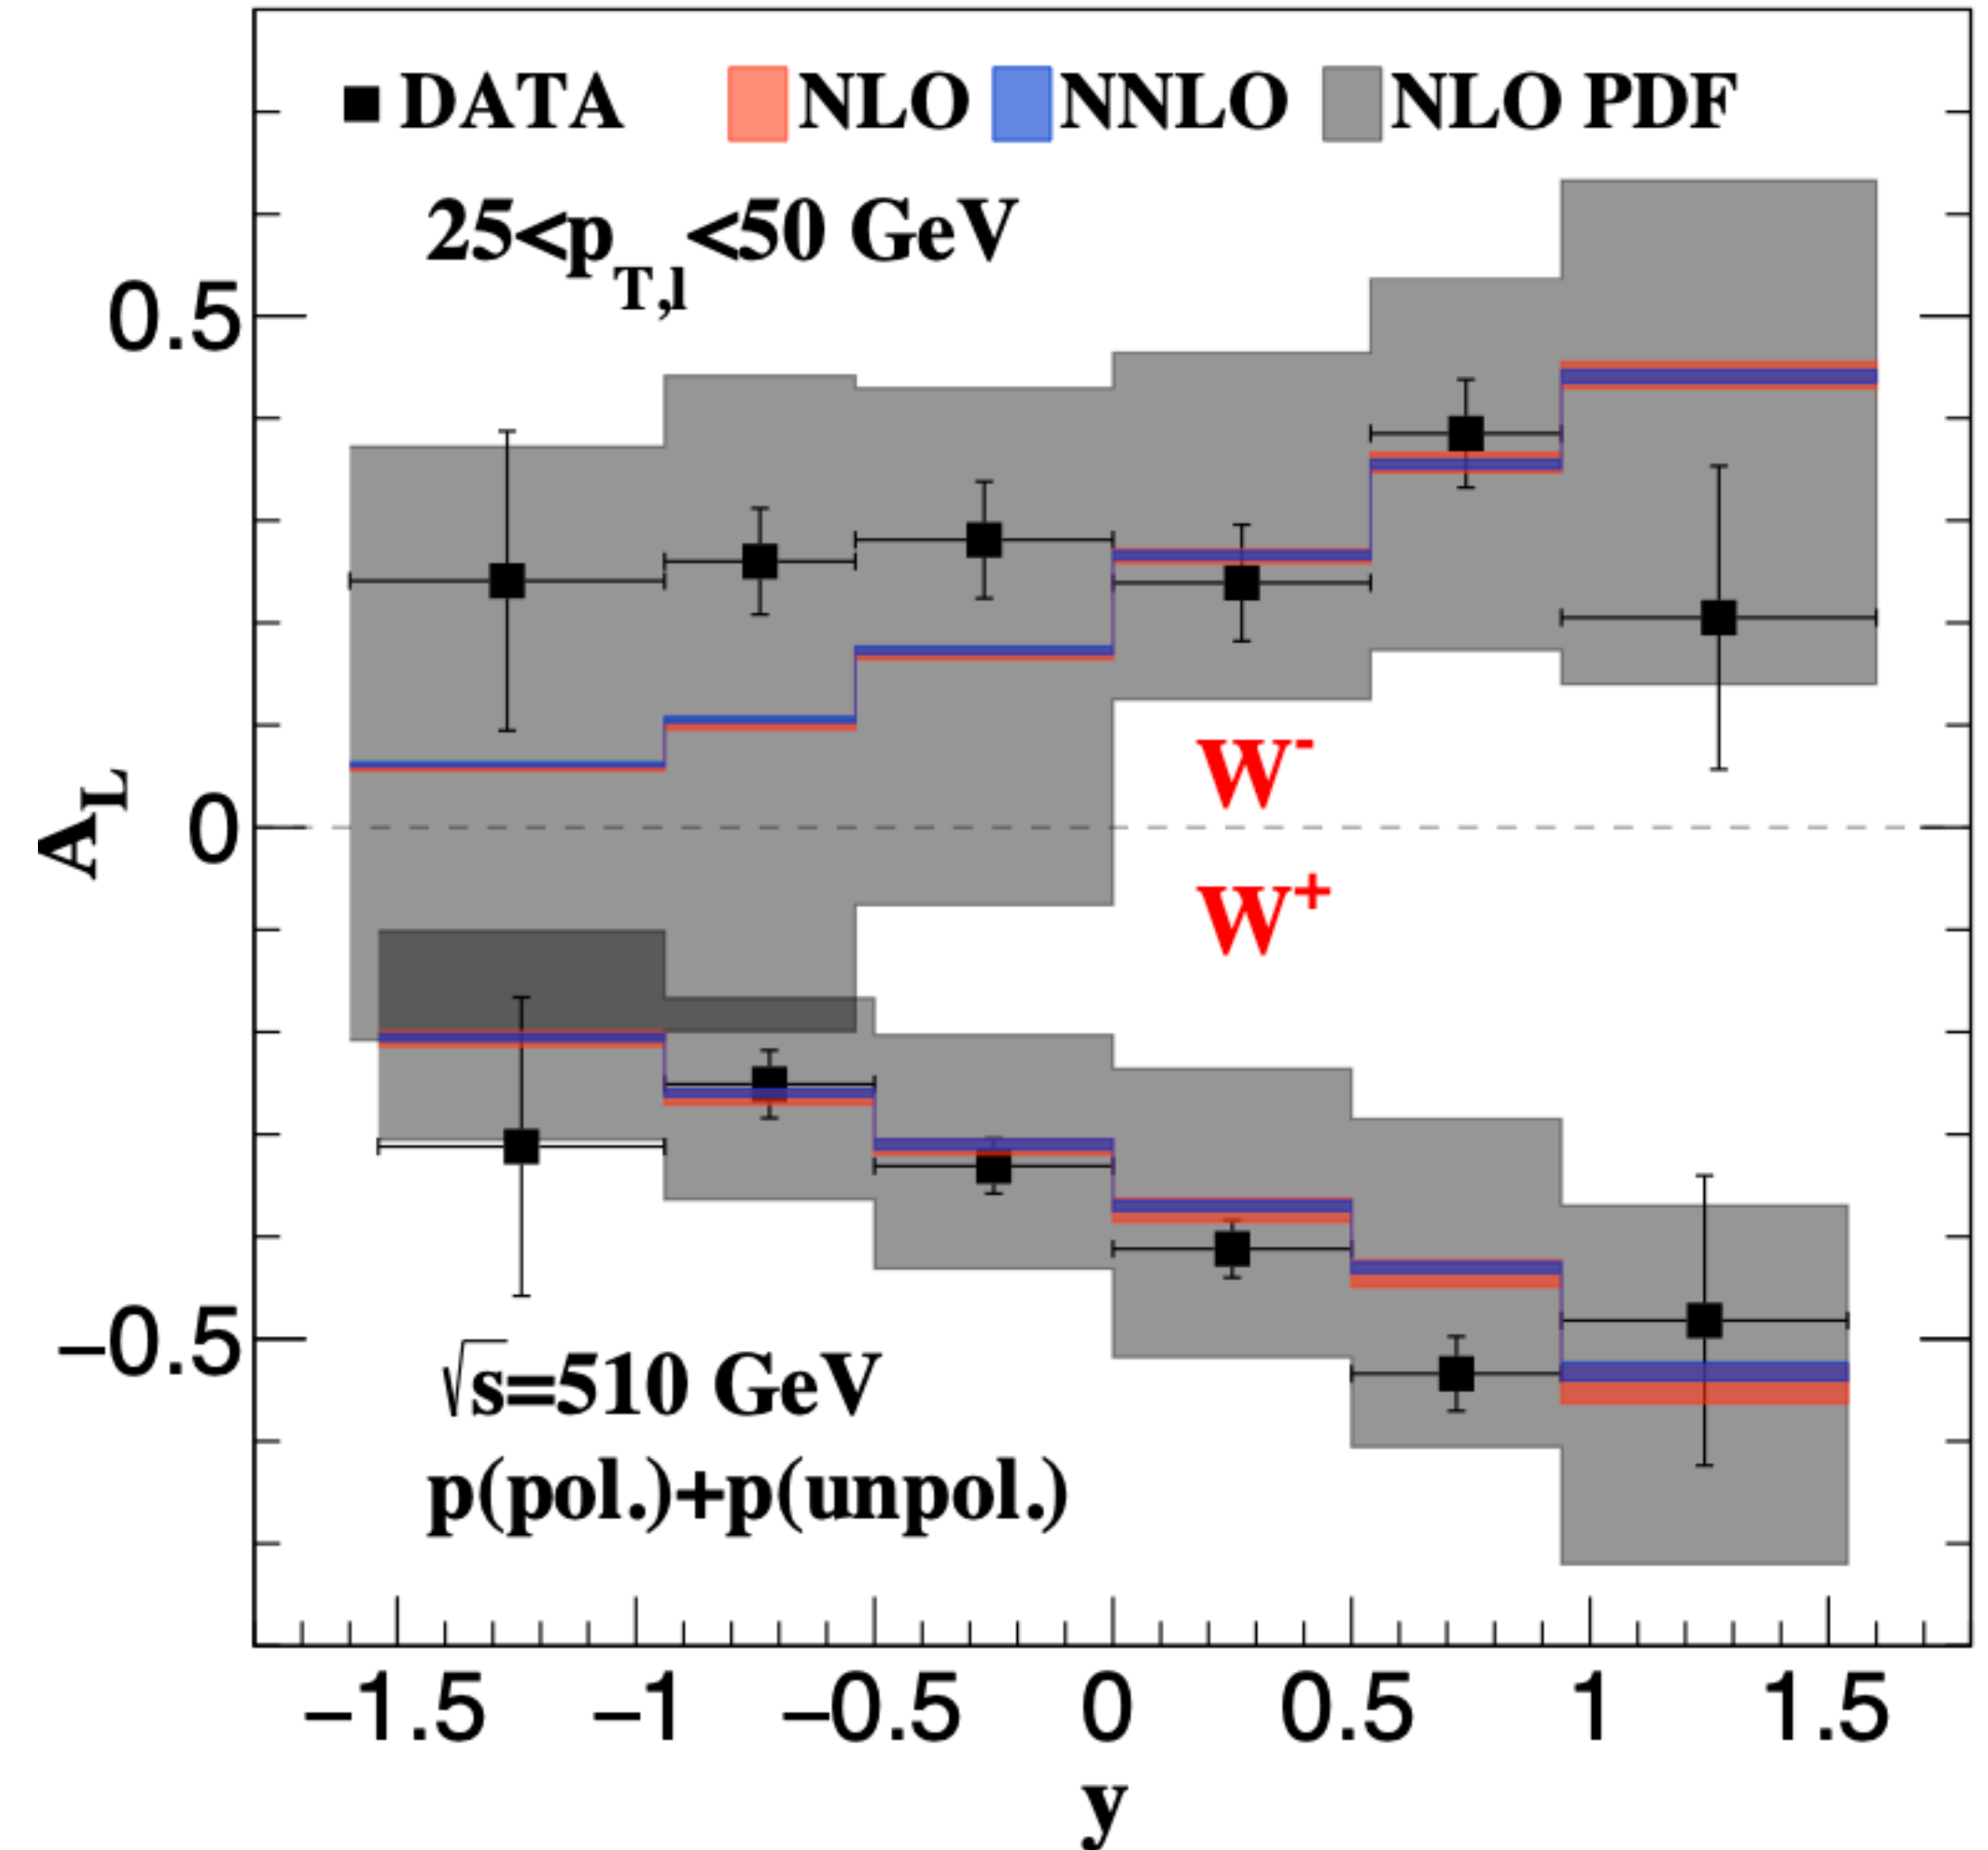 DATA NLO NNLO NLO PDF
25<p_T,l<50 GeV
0.5
W-
A_L
0
W+
−0.5
√s=510 GeV
p(pol.)+p(unpol.)
−1.5 −1 −0.5 0 0.5 1 1.5
y